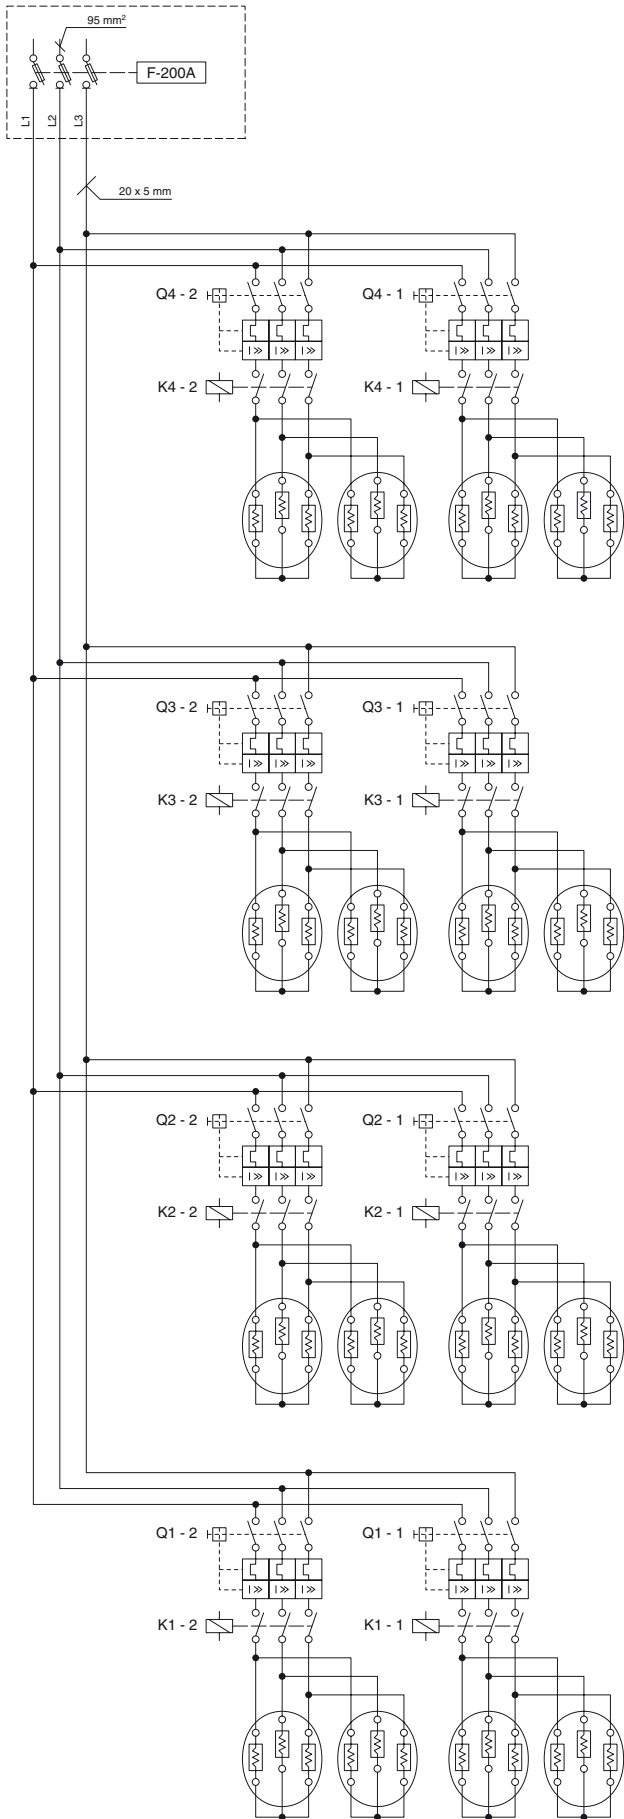 95 mm²
F-200A
L1
L2
L3
20 x 5 mm
Q4 - 2
Q4 - 1
I >>
I >>
I >>
I >>
I >>
I >>
K4 - 2
K4 - 1
Q3 - 2
Q3 - 1
I >>
I >>
I >>
I >>
I >>
I >>
K3 - 2
K3 - 1
Q2 - 2
Q2 - 1
I >>
I >>
I >>
I >>
I >>
I >>
K2 - 2
K2 - 1
Q1 - 2
Q1 - 1
I >>
I >>
I >>
I >>
I >>
I >>
K1 - 2
K1 - 1